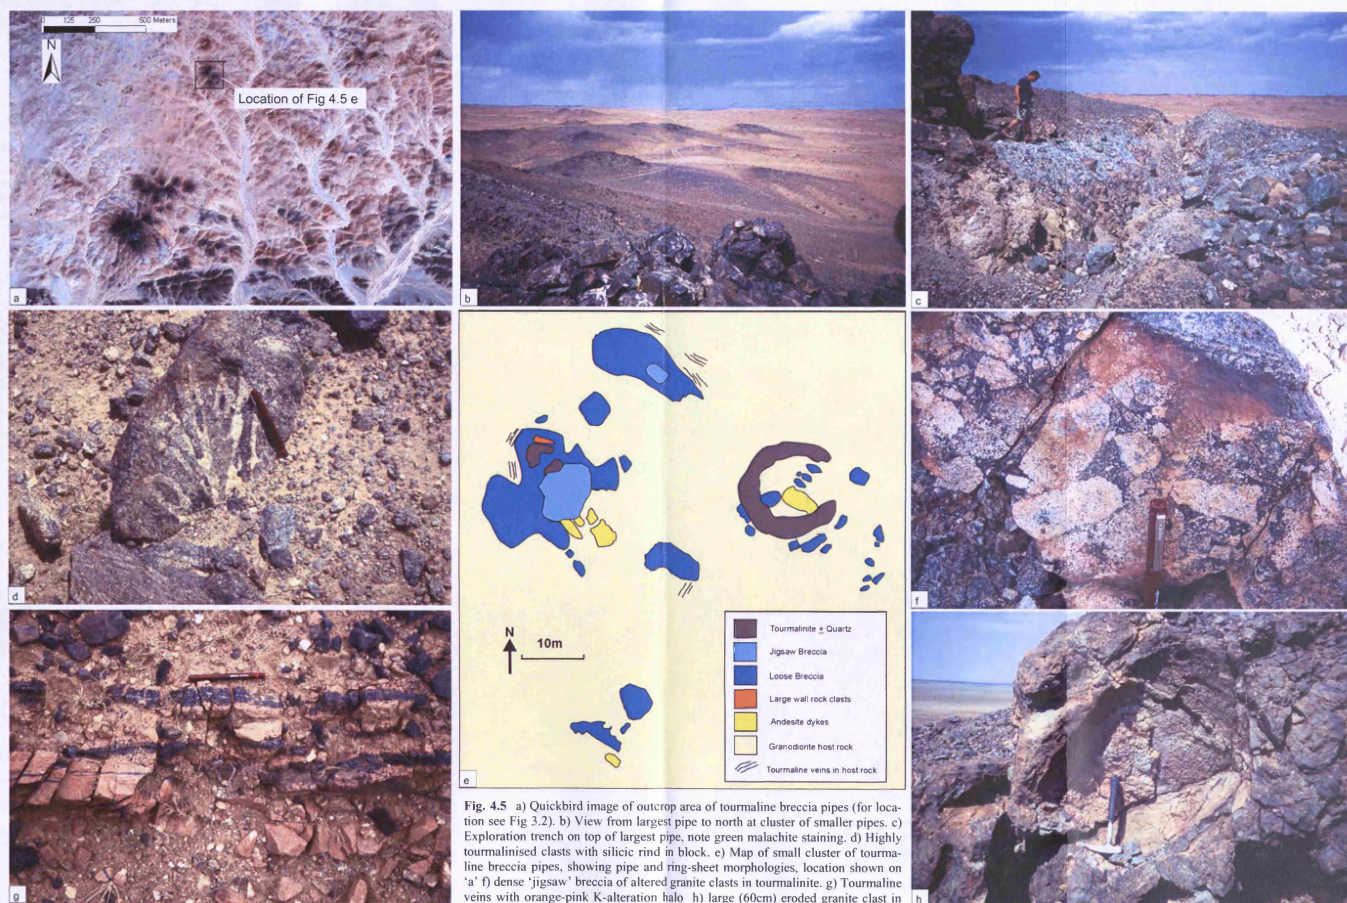 0 125 250 500 Meters
N
Location of Fig 4.5 e
a
b
c
d
e
N
10m
Tourmalinite ± Quartz
Jigsaw Breccia
Loose Breccia
Large wall rock clasts
Andesite dykes
Granodiorite host rock
Tourmaline veins in host rock
f
g
h
Fig. 4.5 a) Quickbird image of outcrop area of tourmaline breccia pipes (for loca-
tion see Fig 3.2). b) View from largest pipe to north at cluster of smaller pipes. c)
Exploration trench on top of largest pipe, note green malachite staining. d) Highly
tourmalinised clasts with silicic rind in block. e) Map of small cluster of tourma-
line breccia pipes, showing pipe and ring-sheet morphologies, location shown on
'a' f) dense 'jigsaw' breccia of altered granite clasts in tourmalinite. g) Tourmaline
veins with orange-pink K-alteration halo h) large (60cm) eroded granite clast in